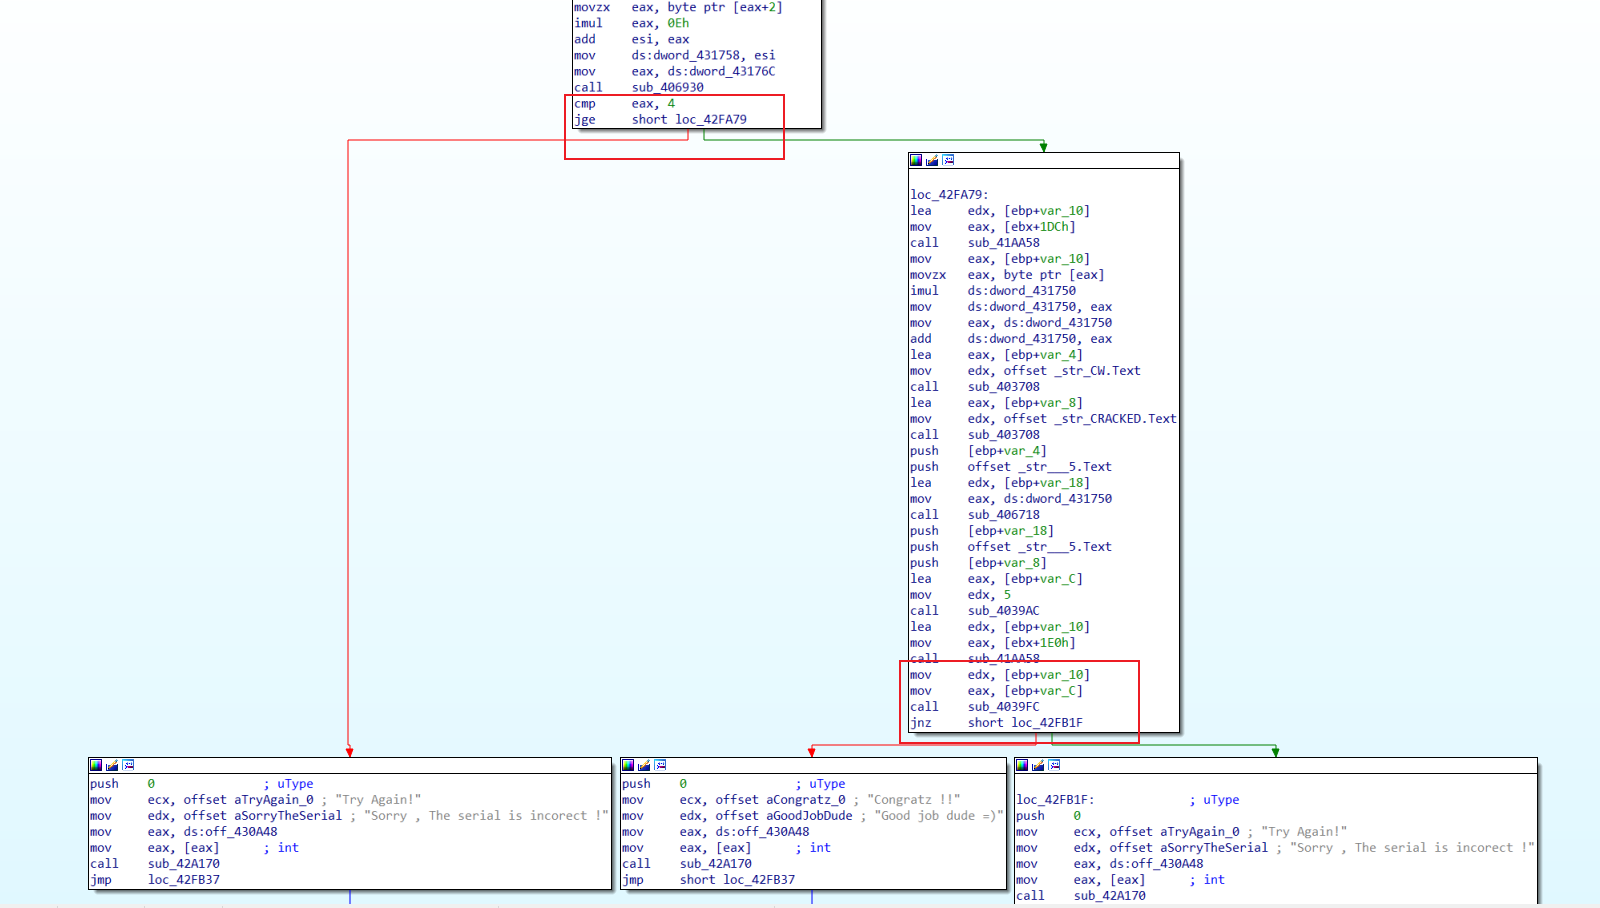 movzx eax, byte ptr [eax+2]
imul eax, 0Eh
add esi, eax
mov ds:dword_431758, esi
mov eax, ds:dword_43176C
call sub_406930
cmp eax, 4
jge short loc_42FA79
loc_42FA79:
lea edx, [ebp+var_10]
mov eax, [ebx+1DCh]
call sub_41AA58
mov eax, [ebp+var_10]
movzx eax, byte ptr [eax]
imul ds:dword_431750
mov ds:dword_431750, eax
mov eax, ds:dword_431750
add ds:dword_431750, eax
lea eax, [ebp+var_4]
mov edx, offset _str_CW.Text
call sub_403708
lea eax, [ebp+var_8]
mov edx, offset _str_CRACKED.Text
call sub_403708
push [ebp+var_4]
push offset _str___5.Text
lea edx, [ebp+var_18]
mov eax, ds:dword_431750
call sub_406718
push [ebp+var_18]
push offset _str___5.Text
push [ebp+var_8]
lea eax, [ebp+var_C]
mov edx, 5
call sub_4039AC
lea edx, [ebp+var_10]
mov eax, [ebx+1E0h]
call sub_41AA58
mov edx, [ebp+var_10]
mov eax, [ebp+var_C]
call sub_4039FC
jnz short loc_42FB1F
push 0 ; uType
mov ecx, offset aTryAgain_0 ; "Try Again!"
mov edx, offset aSorryTheSerial ; "Sorry , The serial is incorect !"
mov eax, ds:off_430A48
mov eax, [eax] ; int
call sub_42A170
jmp loc_42FB37
push 0 ; uType
mov ecx, offset aCongratz_0 ; "Congratz !!"
mov edx, offset aGoodJobDude ; "Good job dude =)"
mov eax, ds:off_430A48
mov eax, [eax] ; int
call sub_42A170
jmp short loc_42FB37
loc_42FB1F: ; uType
push 0
mov ecx, offset aTryAgain_0 ; "Try Again!"
mov edx, offset aSorryTheSerial ; "Sorry , The serial is incorect !"
mov eax, ds:off_430A48
mov eax, [eax] ; int
call sub_42A170